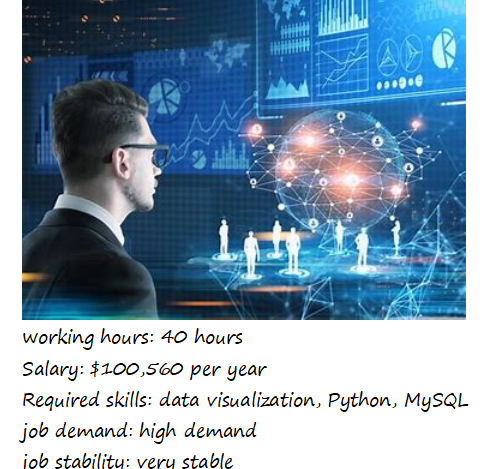 working hours: 40 hours
Salary: $100,560 per year
Required skills: data visualization, Python, MySQL
job demand: high demand
job stability: very stable